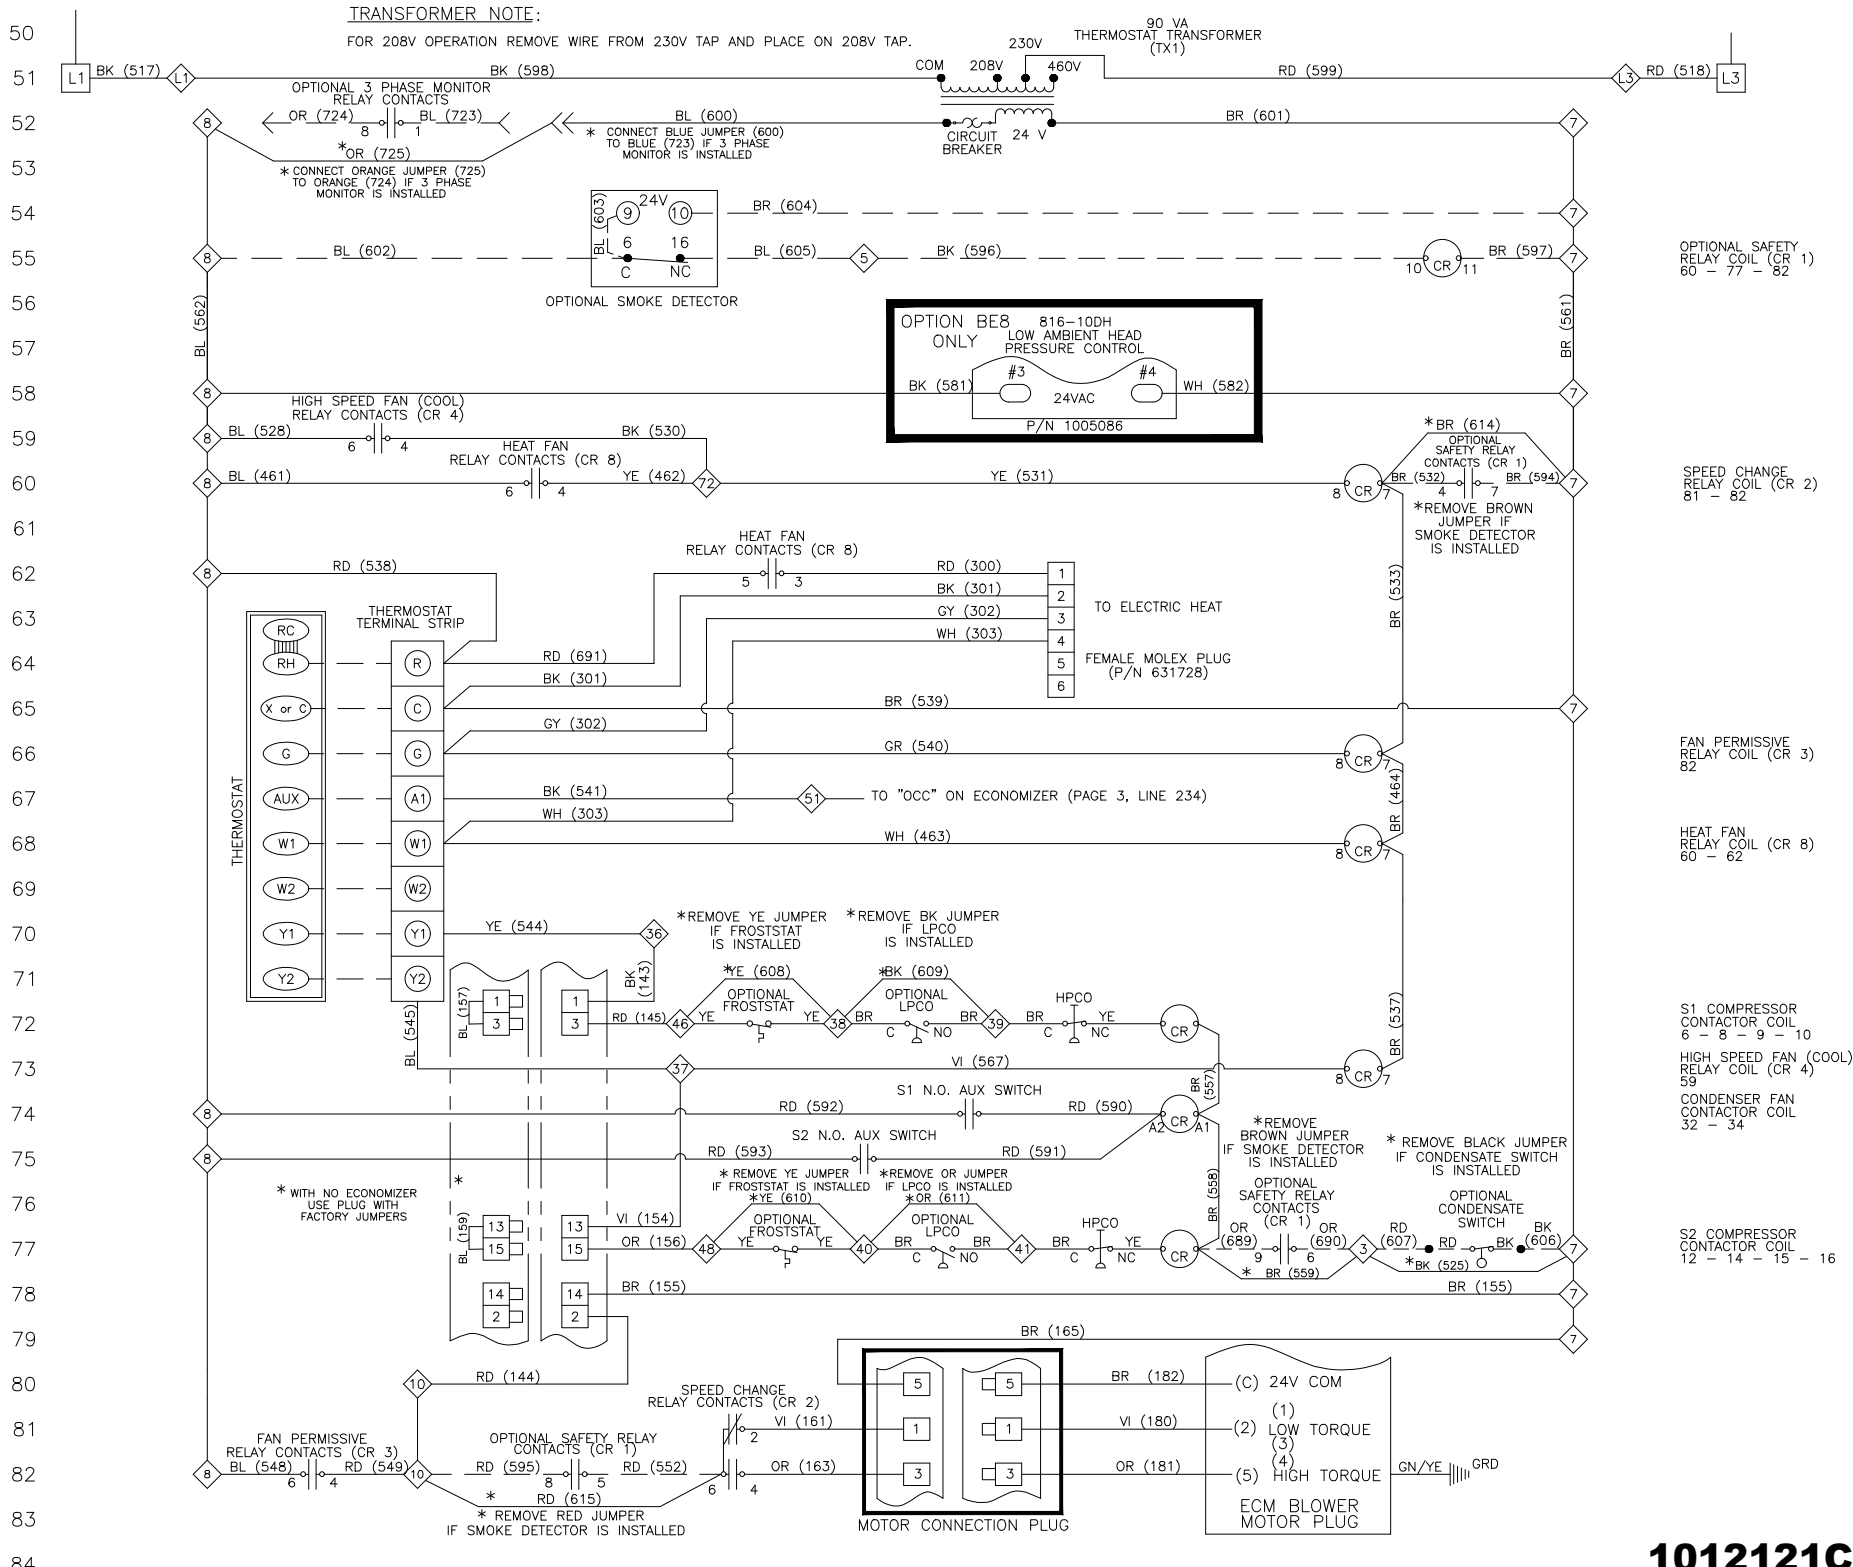 TRANSFORMER NOTE:
FOR 208V OPERATION REMOVE WIRE FROM 230V TAP AND PLACE ON 208V TAP.
90 VA
THERMOSTAT TRANSFORMER
(TX1)
50
230V
COM 208V 460V
51 L1 BK (517) L1 BK (598) RD (599) L3 RD (518) L3
OPTIONAL 3 PHASE MONITOR
RELAY CONTACTS
52 8 OR (724) 8 1 BL (723) BL (600) BR (601) 7
* CONNECT BLUE JUMPER (600)
TO BLUE (723) IF 3 PHASE
MONITOR IS INSTALLED
CIRCUIT
BREAKER
24 V
*OR (725)
53
* CONNECT ORANGE JUMPER (725)
TO ORANGE (724) IF 3 PHASE
MONITOR IS INSTALLED
54 BL (603) 9 24V 10 BR (604) 7
6 16
55 8 BL (602) C NC BL (605) 5 BK (596) 10 CR 11 BR (597) 7
OPTIONAL SAFETY
RELAY COIL (CR 1)
60 - 77 - 82
OPTIONAL SMOKE DETECTOR
56
BL (562)
BR (561)
OPTION BE8
ONLY
816-10DH
LOW AMBIENT HEAD
PRESSURE CONTROL
57
#3 #4
58 8 BK (581) 24VAC WH (582) 7
P/N 1005086
HIGH SPEED FAN (COOL)
RELAY CONTACTS (CR 4)
59 8 BL (528) 6 4 BK (530)
HEAT FAN
RELAY CONTACTS (CR 8)
*BR (614)
OPTIONAL
SAFETY RELAY
CONTACTS (CR 1)
60 8 BL (461) 6 4 YE (462) 72 YE (531) 8 CR 7 BR (532) 4 7 BR (594) 7
SPEED CHANGE
RELAY COIL (CR 2)
81 - 82
*REMOVE BROWN
JUMPER IF
SMOKE DETECTOR
IS INSTALLED
61
HEAT FAN
RELAY CONTACTS (CR 8)
62 8 RD (538) 5 3 RD (300) 1
BK (301) 2
BR (533)
63 GY (302) 3
TO ELECTRIC HEAT
WH (303) 4
5
6
FEMALE MOLEX PLUG
(P/N 631728)
THERMOSTAT
TERMINAL STRIP
THERMOSTAT
RC
64 RH R RD (691)
BK (301)
65 X or C C BR (539) 7
GY (302)
66 G G GR (540) 8 CR 7
FAN PERMISSIVE
RELAY COIL (CR 3)
82
BR (464)
67 AUX A1 BK (541) 51 TO "OCC" ON ECONOMIZER (PAGE 3, LINE 234)
WH (303)
68 W1 W1 WH (463) 8 CR 7
HEAT FAN
RELAY COIL (CR 8)
60 - 62
69 W2 W2
70 Y1 Y1 YE (544) 36
*REMOVE YE JUMPER
IF FROSTSTAT
IS INSTALLED
*REMOVE BK JUMPER
IF LPCO
IS INSTALLED
71 Y2 Y2
BK (143)
*YE (608) *BK (609)
OPTIONAL
FROSTSTAT
OPTIONAL
LPCO
HPCO
BL (157) 1 3 1 3
72 RD (145) 46 YE YE 38 BR C NO BR 39 BR C NC YE CR
S1 COMPRESSOR
CONTACTOR COIL
6 - 8 - 9 - 10
BR (537)
BL (545)
73 37 VI (567) 8 CR 7
HIGH SPEED FAN (COOL)
RELAY COIL (CR 4)
59
BR (557)
S1 N.O. AUX SWITCH
74 8 RD (592) RD (590) A2 CR A1
CONDENSER FAN
CONTACTOR COIL
32 - 34
*REMOVE
BROWN JUMPER
IF SMOKE DETECTOR
IS INSTALLED
* REMOVE BLACK JUMPER
IF CONDENSATE SWITCH
IS INSTALLED
S2 N.O. AUX SWITCH
75 8 RD (593) RD (591)
* REMOVE YE JUMPER
IF FROSTSTAT IS INSTALLED
*REMOVE OR JUMPER
IF LPCO IS INSTALLED
* WITH NO ECONOMIZER
USE PLUG WITH
FACTORY JUMPERS
*
76 *YE (610) *OR (611)
BR (558)
OPTIONAL
SAFETY RELAY
CONTACTS
(CR 1)
OPTIONAL
CONDENSATE
SWITCH
OPTIONAL
FROSTSTAT
OPTIONAL
LPCO
HPCO
BL (159) 13 15 13 15
VI (154)
77 OR (156) 48 YE YE 40 BR C NO BR 41 BR C NC YE CR OR (689) 9 6 OR (690) 3 RD (607) RD BK BK (606) 7
S2 COMPRESSOR
CONTACTOR COIL
12 - 14 - 15 - 16
* BR (559) *BK (525)
78 14 14 BR (155) BR (155) 7
2 2
79 BR (165) 7
80 10 RD (144) 5 5 BR (182) (C) 24V COM
SPEED CHANGE
RELAY CONTACTS (CR 2)
(1)
81 2 VI (161) 1 1 VI (180) (2) LOW TORQUE
(3)
FAN PERMISSIVE
RELAY CONTACTS (CR 3)
OPTIONAL SAFETY RELAY
CONTACTS (CR 1)
(4)
82 8 BL (548) 6 4 RD (549) 10 RD (595) 8 5 RD (552) 6 4 OR (163) 3 3 OR (181) (5) HIGH TORQUE GN/YE GRD
* RD (615)
83
* REMOVE RED JUMPER
IF SMOKE DETECTOR IS INSTALLED
MOTOR CONNECTION PLUG
ECM BLOWER
MOTOR PLUG
84
1012121C